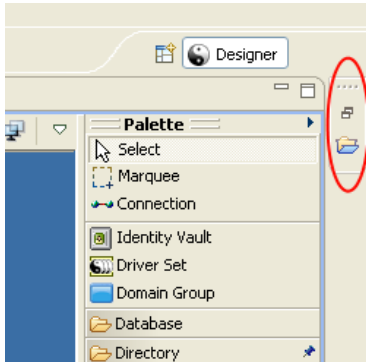 Designer
Palette
Select
Marquee
Connection
Identity Vault
Driver Set
Domain Group
Database
Directory